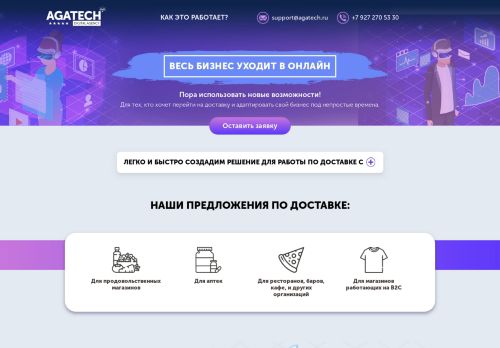 AGATECH
DIGITAL AGENCY
КАК ЭТО РАБОТАЕТ?
support@agatech.ru
+7 927 270 53 30
ВЕСЬ БИЗНЕС УХОДИТ В ОНЛАЙН
Пора использовать новые возможности!
Для тех, кто хочет перейти на доставку и адаптировать свой бизнес под непростые времена.
Оставить заявку
ЛЕГКО И БЫСТРО СОЗДАДИМ РЕШЕНИЕ ДЛЯ РАБОТЫ ПО ДОСТАВКЕ С
НАШИ ПРЕДЛОЖЕНИЯ ПО ДОСТАВКЕ:
Для продовольственных
магазинов
Для аптек
Для ресторанов, баров,
кафе, и других
организаций
Для магазинов
работающих на B2C